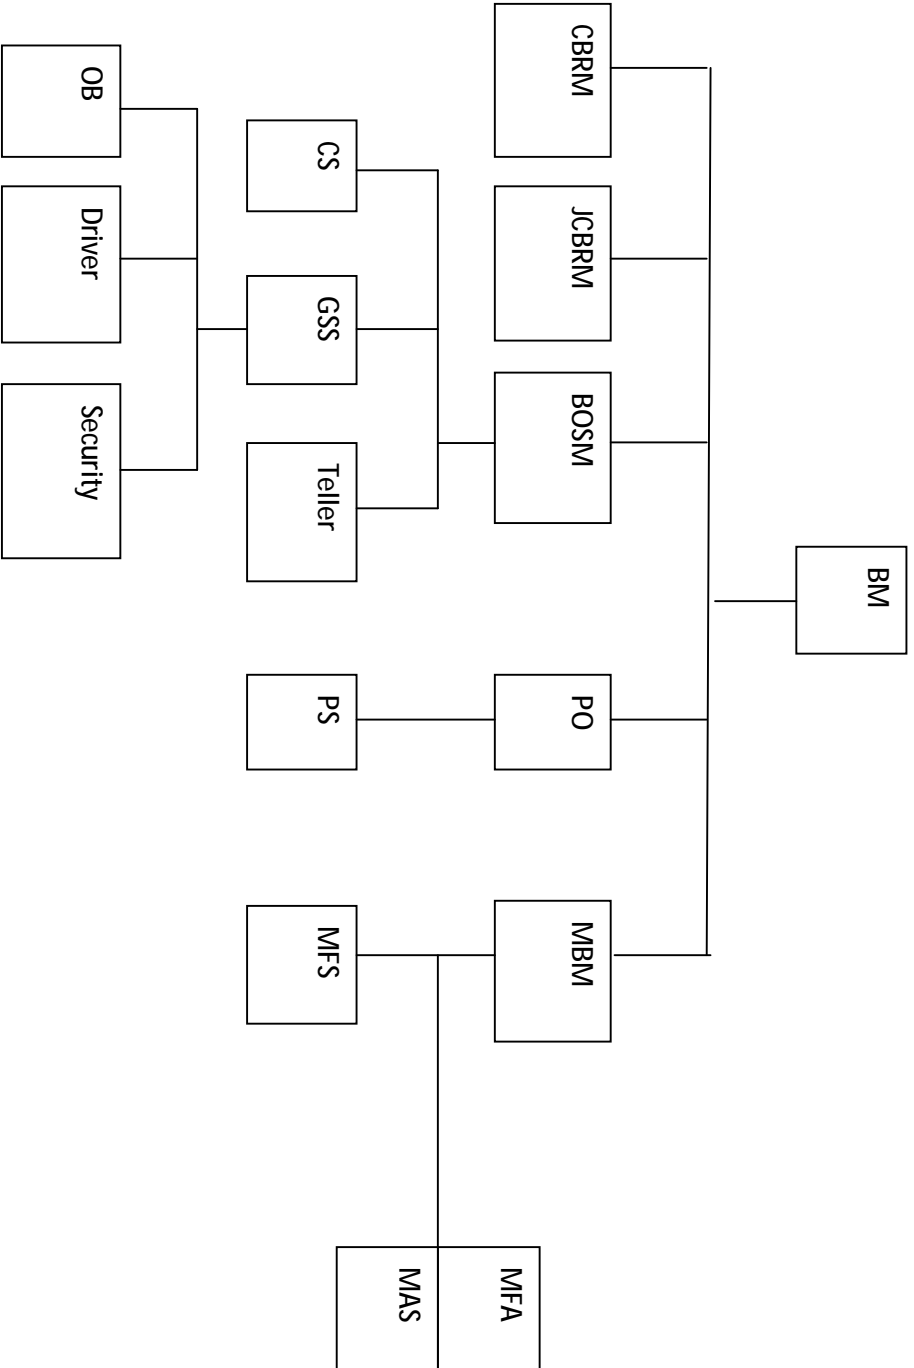 BM
CBRM
JCBRM
BOSM
PO
MBM
CS
GSS
Teller
PS
MFS
MFA
MAS
OB
Driver
Security